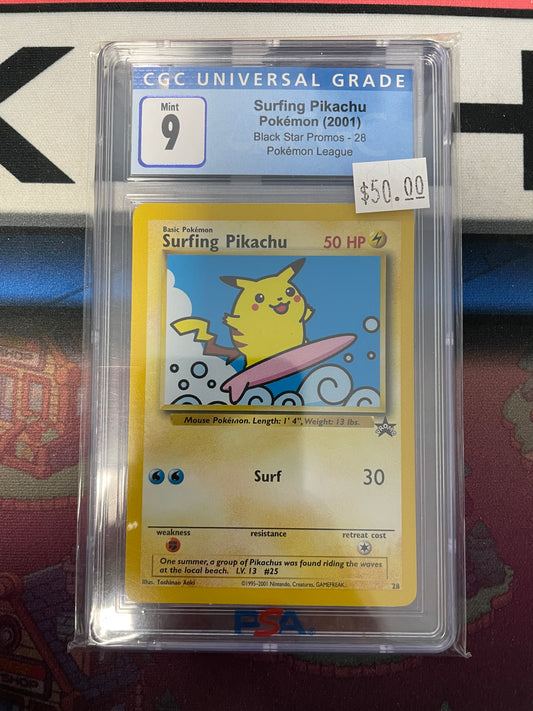 K H
CGC UNIVERSAL GRADE
Mint
9
Surfing Pikachu
Pokémon (2001)
Black Star Promos - 28
Pokémon League
$50.00
Basic Pokémon
Surfing Pikachu 50 HP
Mouse Pokémon. Length: 1' 4", Weight: 13 lbs.
PROMO
Surf 30
weakness resistance retreat cost
One summer, a group of Pikachus was found riding the waves
at the local beach. LV. 13 #25
Illus. Toshinao Aoki ©1995-2001 Nintendo, Creatures, GAMEFREAK. 28
PSA
SHOP